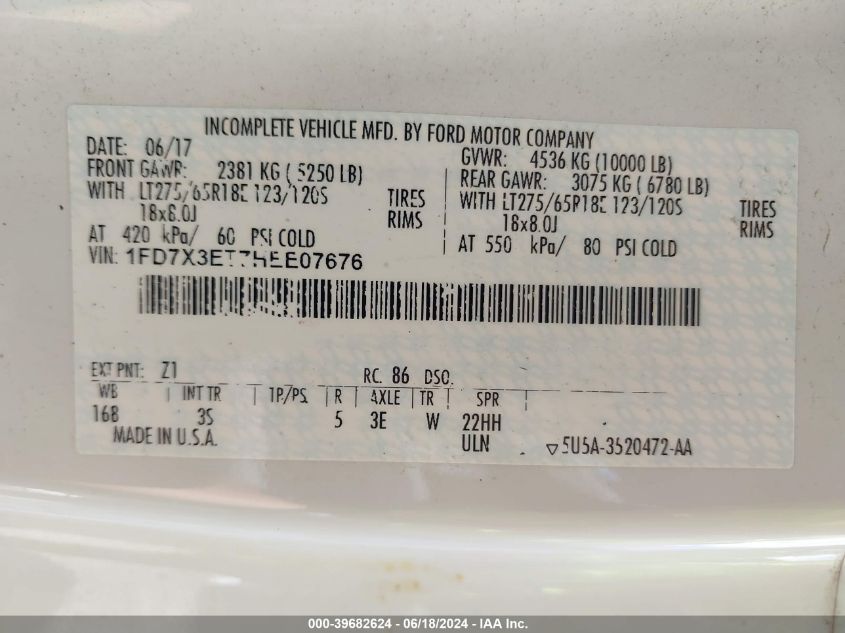 INCOMPLETE VEHICLE MFD. BY FORD MOTOR COMPANY
DATE: 06/17 GVWR: 4536 KG (10000 LB)
FRONT GAWR: 2381 KG ( 5250 LB) REAR GAWR: 3075 KG ( 6780 LB)
WITH LT275/65R18E 123/120S TIRES WITH LT275/65R18E 123/120S TIRES
18x8.0J RIMS 18x8.0J RIMS
AT 420 kPa/ 60 PSI COLD AT 550 kPa/ 80 PSI COLD
VIN: 1FD7X3ET7HEE07676
EXT PNT: Z1 RC: 86 DSO:
WB | INT TR | TP/PS | R | AXLE | TR | SPR |
168 3S 5 3E W 22HH
MADE IN U.S.A. ULN ▽5U5A-3520472-AA
000-39682624 - 06/18/2024 - IAA Inc.